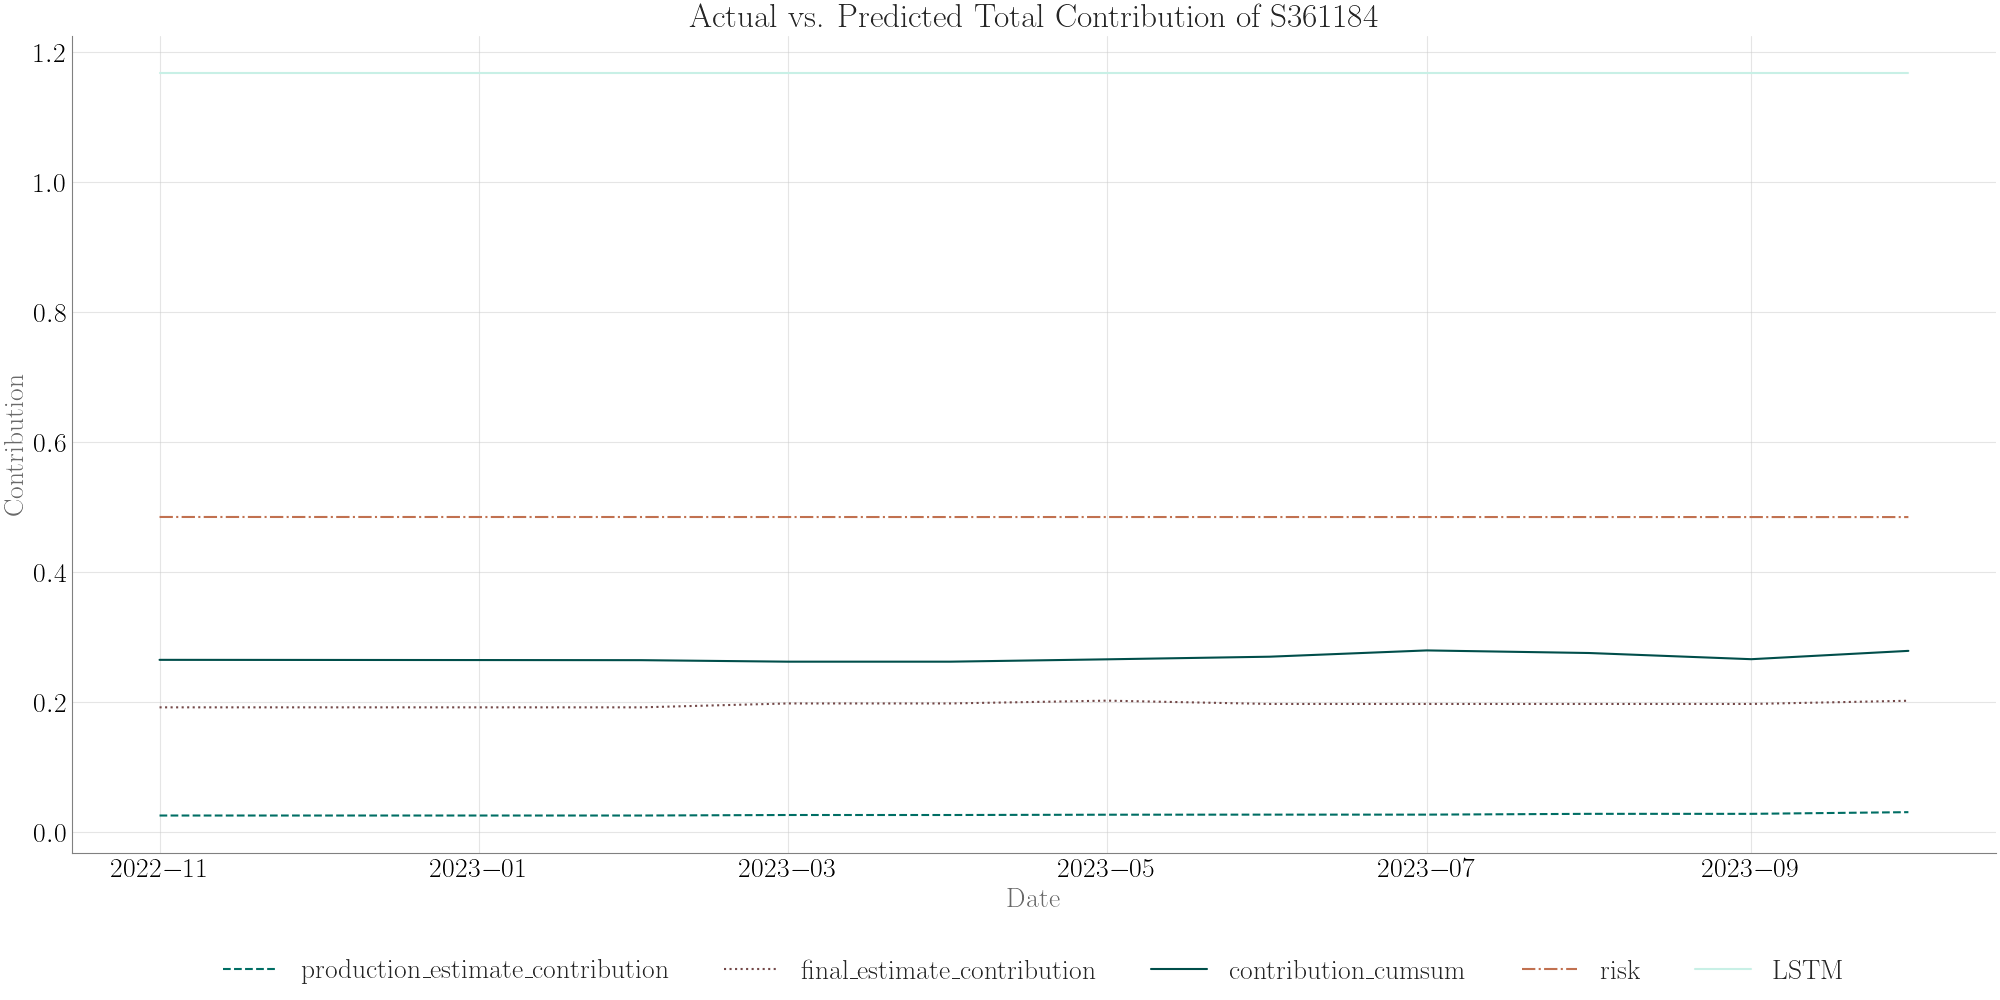 Actual vs. Predicted Total Contribution of S361184
1.2
1.0
0.8
0.6
0.4
0.2
0.0
Contribution
2022−11 2023−01 2023−03 2023−05 2023−07 2023−09
Date
production_estimate_contribution final_estimate_contribution contribution_cumsum risk LSTM